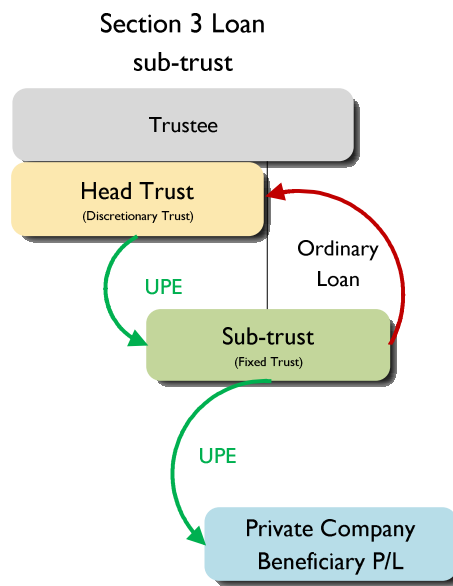 Section 3 Loan
sub-trust
Trustee
Head Trust
(Discretionary Trust)
Ordinary
Loan
UPE
Sub-trust
(Fixed Trust)
UPE
Private Company
Beneficiary P/L